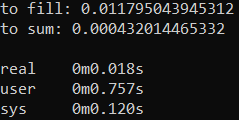 to fill: 0.011795043945312
to sum: 0.000432014465332
real 0m0.018s
user 0m0.757s
sys 0m0.120s